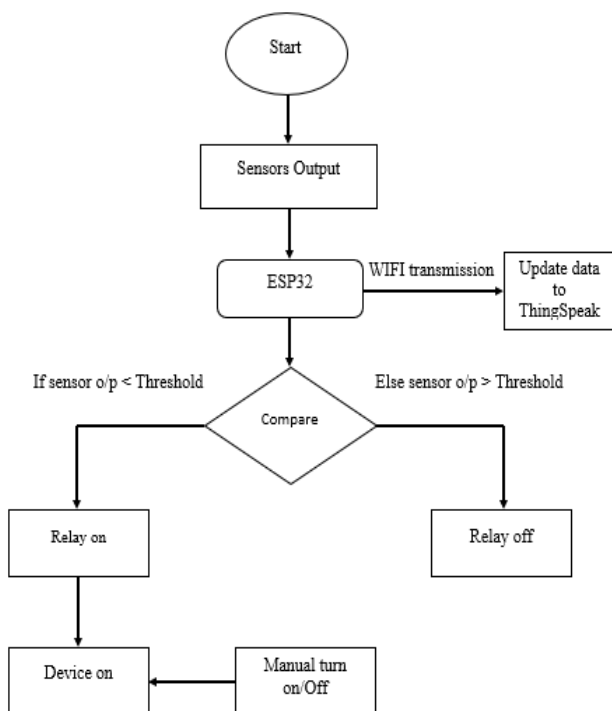 Start
Sensors Output
ESP32
WIFI transmission
Update data
to
ThingSpeak
If sensor o/p < Threshold
Else sensor o/p > Threshold
Compare
Relay on
Relay off
Device on
Manual turn
on/Off